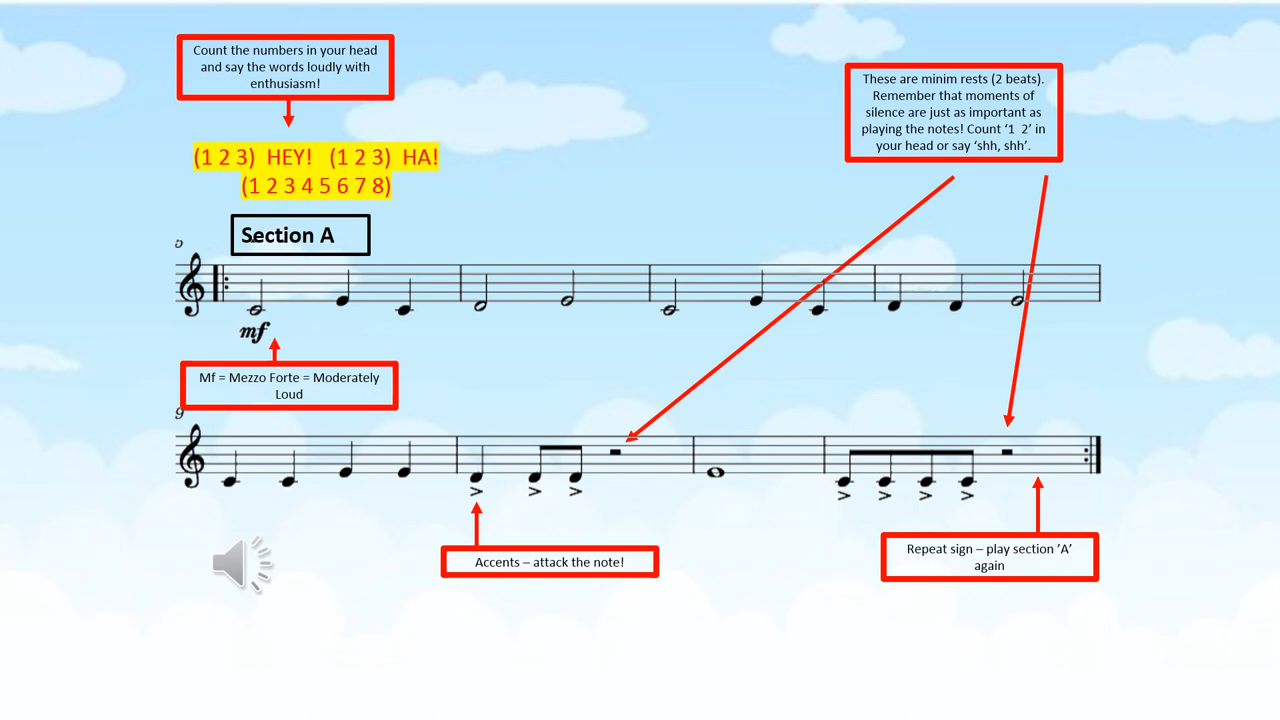 Count the numbers in your head
and say the words loudly with
enthusiasm!
These are minim rests (2 beats).
Remember that moments of
silence are just as important as
playing the notes! Count ‘1 2’ in
your head or say ‘shh, shh’.
(1 2 3) HEY! (1 2 3) HA!
(1 2 3 4 5 6 7 8)
Section A
mf
Mf = Mezzo Forte = Moderately
Loud
9
Accents – attack the note!
Repeat sign – play section ’A’
again